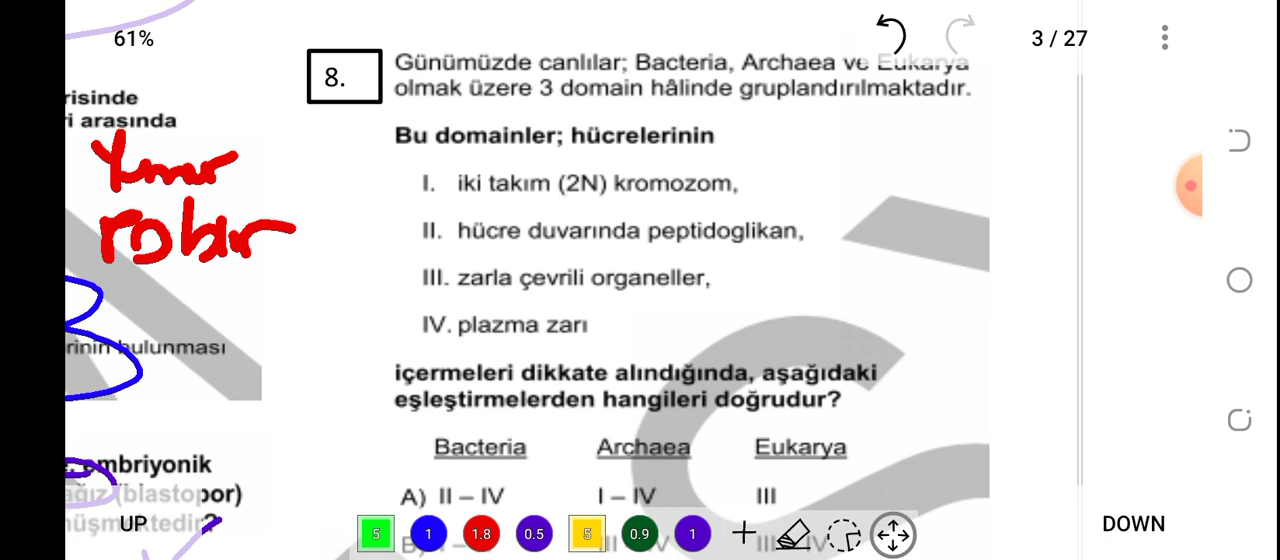 61%
3 / 27
risinde
i arasında
rinin bulunması
embriyonik
ağız (blastopor)
nüşmektedir?
UP
8.
Günümüzde canlılar; Bacteria, Archaea ve Eukarya
olmak üzere 3 domain hâlinde gruplandırılmaktadır.
Bu domainler; hücrelerinin
I. iki takım (2N) kromozom,
II. hücre duvarında peptidoglikan,
III. zarla çevrili organeller,
IV. plazma zarı
içermeleri dikkate alındığında, aşağıdaki
eşleştirmelerden hangileri doğrudur?
Bacteria Archaea Eukarya
A) II – IV I – IV III
B)
5 1 1.8 0.5 5 0.9 1
DOWN